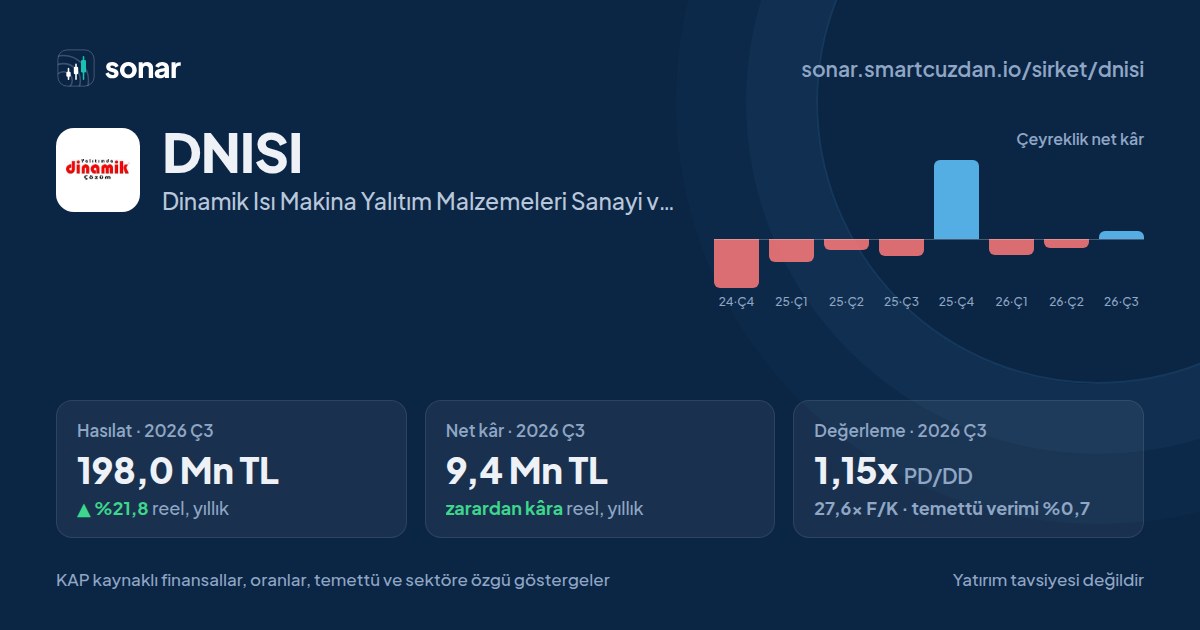 sonar
sonar.smartcuzdan.io/sirket/dnisi
Yalıtımda
dinamik
Çözüm
DNISI
Dinamik Isı Makina Yalıtım Malzemeleri Sanayi v...
Çeyreklik net kâr
24-Ç4 25-Ç1 25-Ç2 25-Ç3 25-Ç4 26-Ç1 26-Ç2 26-Ç3
Hasılat · 2026 Ç3
198,0 Mn TL
▲ %21,8 reel, yıllık
Net kâr · 2026 Ç3
9,4 Mn TL
zarardan kâra reel, yıllık
Değerleme · 2026 Ç3
1,15x PD/DD
27,6× F/K · temettü verimi %0,7
KAP kaynaklı finansallar, oranlar, temettü ve sektöre özgü göstergeler
Yatırım tavsiyesi değildir